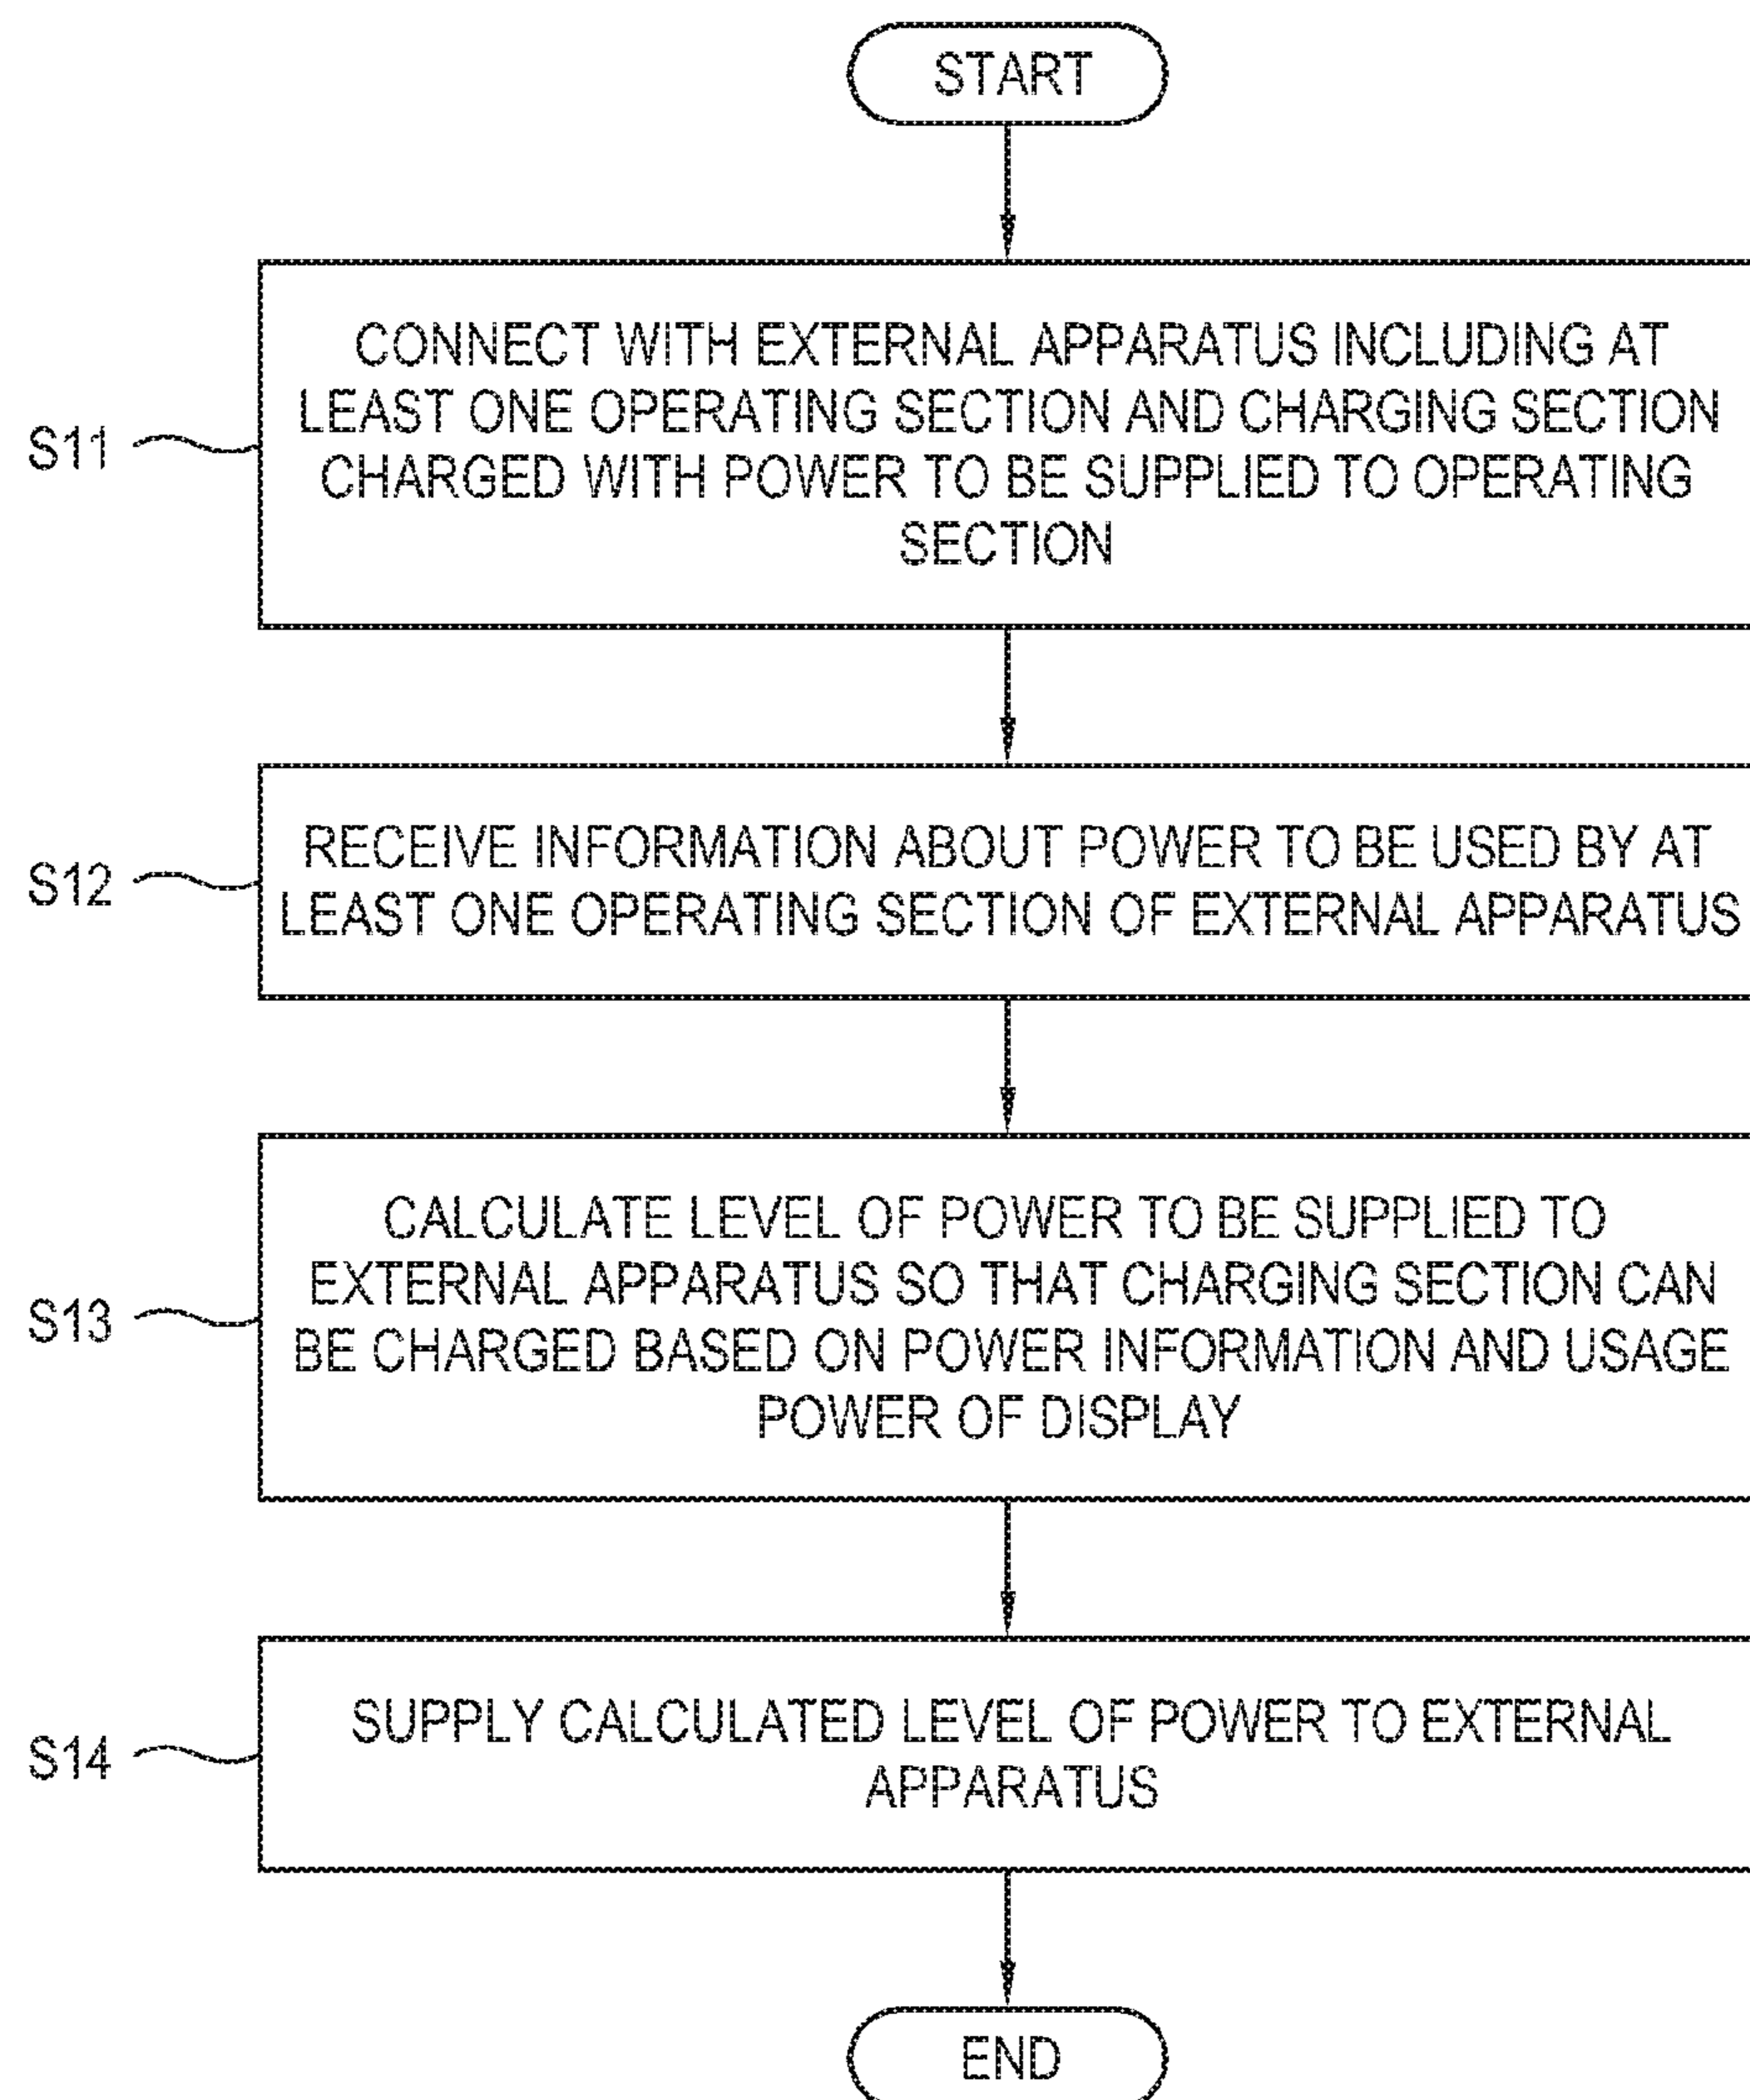 START
S11
CONNECT WITH EXTERNAL APPARATUS INCLUDING AT
LEAST ONE OPERATING SECTION AND CHARGING SECTION
CHARGED WITH POWER TO BE SUPPLIED TO OPERATING
SECTION
S12
RECEIVE INFORMATION ABOUT POWER TO BE USED BY AT
LEAST ONE OPERATING SECTION OF EXTERNAL APPARATUS
S13
CALCULATE LEVEL OF POWER TO BE SUPPLIED TO
EXTERNAL APPARATUS SO THAT CHARGING SECTION CAN
BE CHARGED BASED ON POWER INFORMATION AND USAGE
POWER OF DISPLAY
S14
SUPPLY CALCULATED LEVEL OF POWER TO EXTERNAL
APPARATUS
END